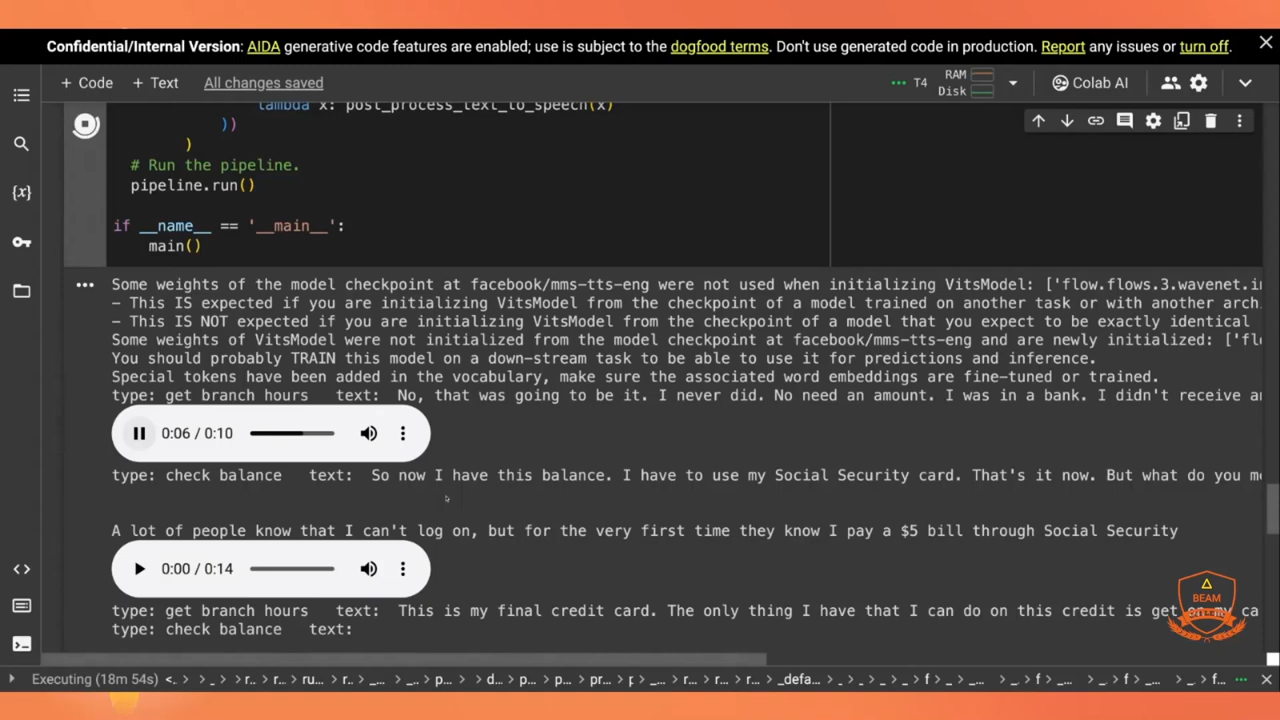 Confidential/Internal Version: AIDA generative code features are enabled; use is subject to the dogfood terms. Don't use generated code in production. Report any issues or turn off.
+ Code + Text All changes saved T4 RAM Disk Colab AI
lambda x: post_process_text_to_speech(x)
))
)
# Run the pipeline.
pipeline.run()
if __name__ == '__main__':
main()
Some weights of the model checkpoint at facebook/mms-tts-eng were not used when initializing VitsModel: ['flow.flows.3.wavenet.in
- This IS expected if you are initializing VitsModel from the checkpoint of a model trained on another task or with another arch
- This IS NOT expected if you are initializing VitsModel from the checkpoint of a model that you expect to be exactly identical
Some weights of VitsModel were not initialized from the model checkpoint at facebook/mms-tts-eng and are newly initialized: ['fl
You should probably TRAIN this model on a down-stream task to be able to use it for predictions and inference.
Special tokens have been added in the vocabulary, make sure the associated word embeddings are fine-tuned or trained.
type: get branch hours text: No, that was going to be it. I never did. No need an amount. I was in a bank. I didn't receive a
0:06 / 0:10
type: check balance text: So now I have this balance. I have to use my Social Security card. That's it now. But what do you m
A lot of people know that I can't log on, but for the very first time they know I pay a $5 bill through Social Security
0:00 / 0:14
type: get branch hours text: This is my final credit card. The only thing I have that I can do on this credit is get on my ca
type: check balance text:
BEAM
Executing (18m 54s) <.. > _ > r.. > r.. > ru... > r.. > _... > _.. > p... > d... > p... > p... > pr... > p > _... > r... > r... > r... > _defa... > _ > _ > _ > _ > f > _... > _ > f > _... > _ > f > _... > _ > f...